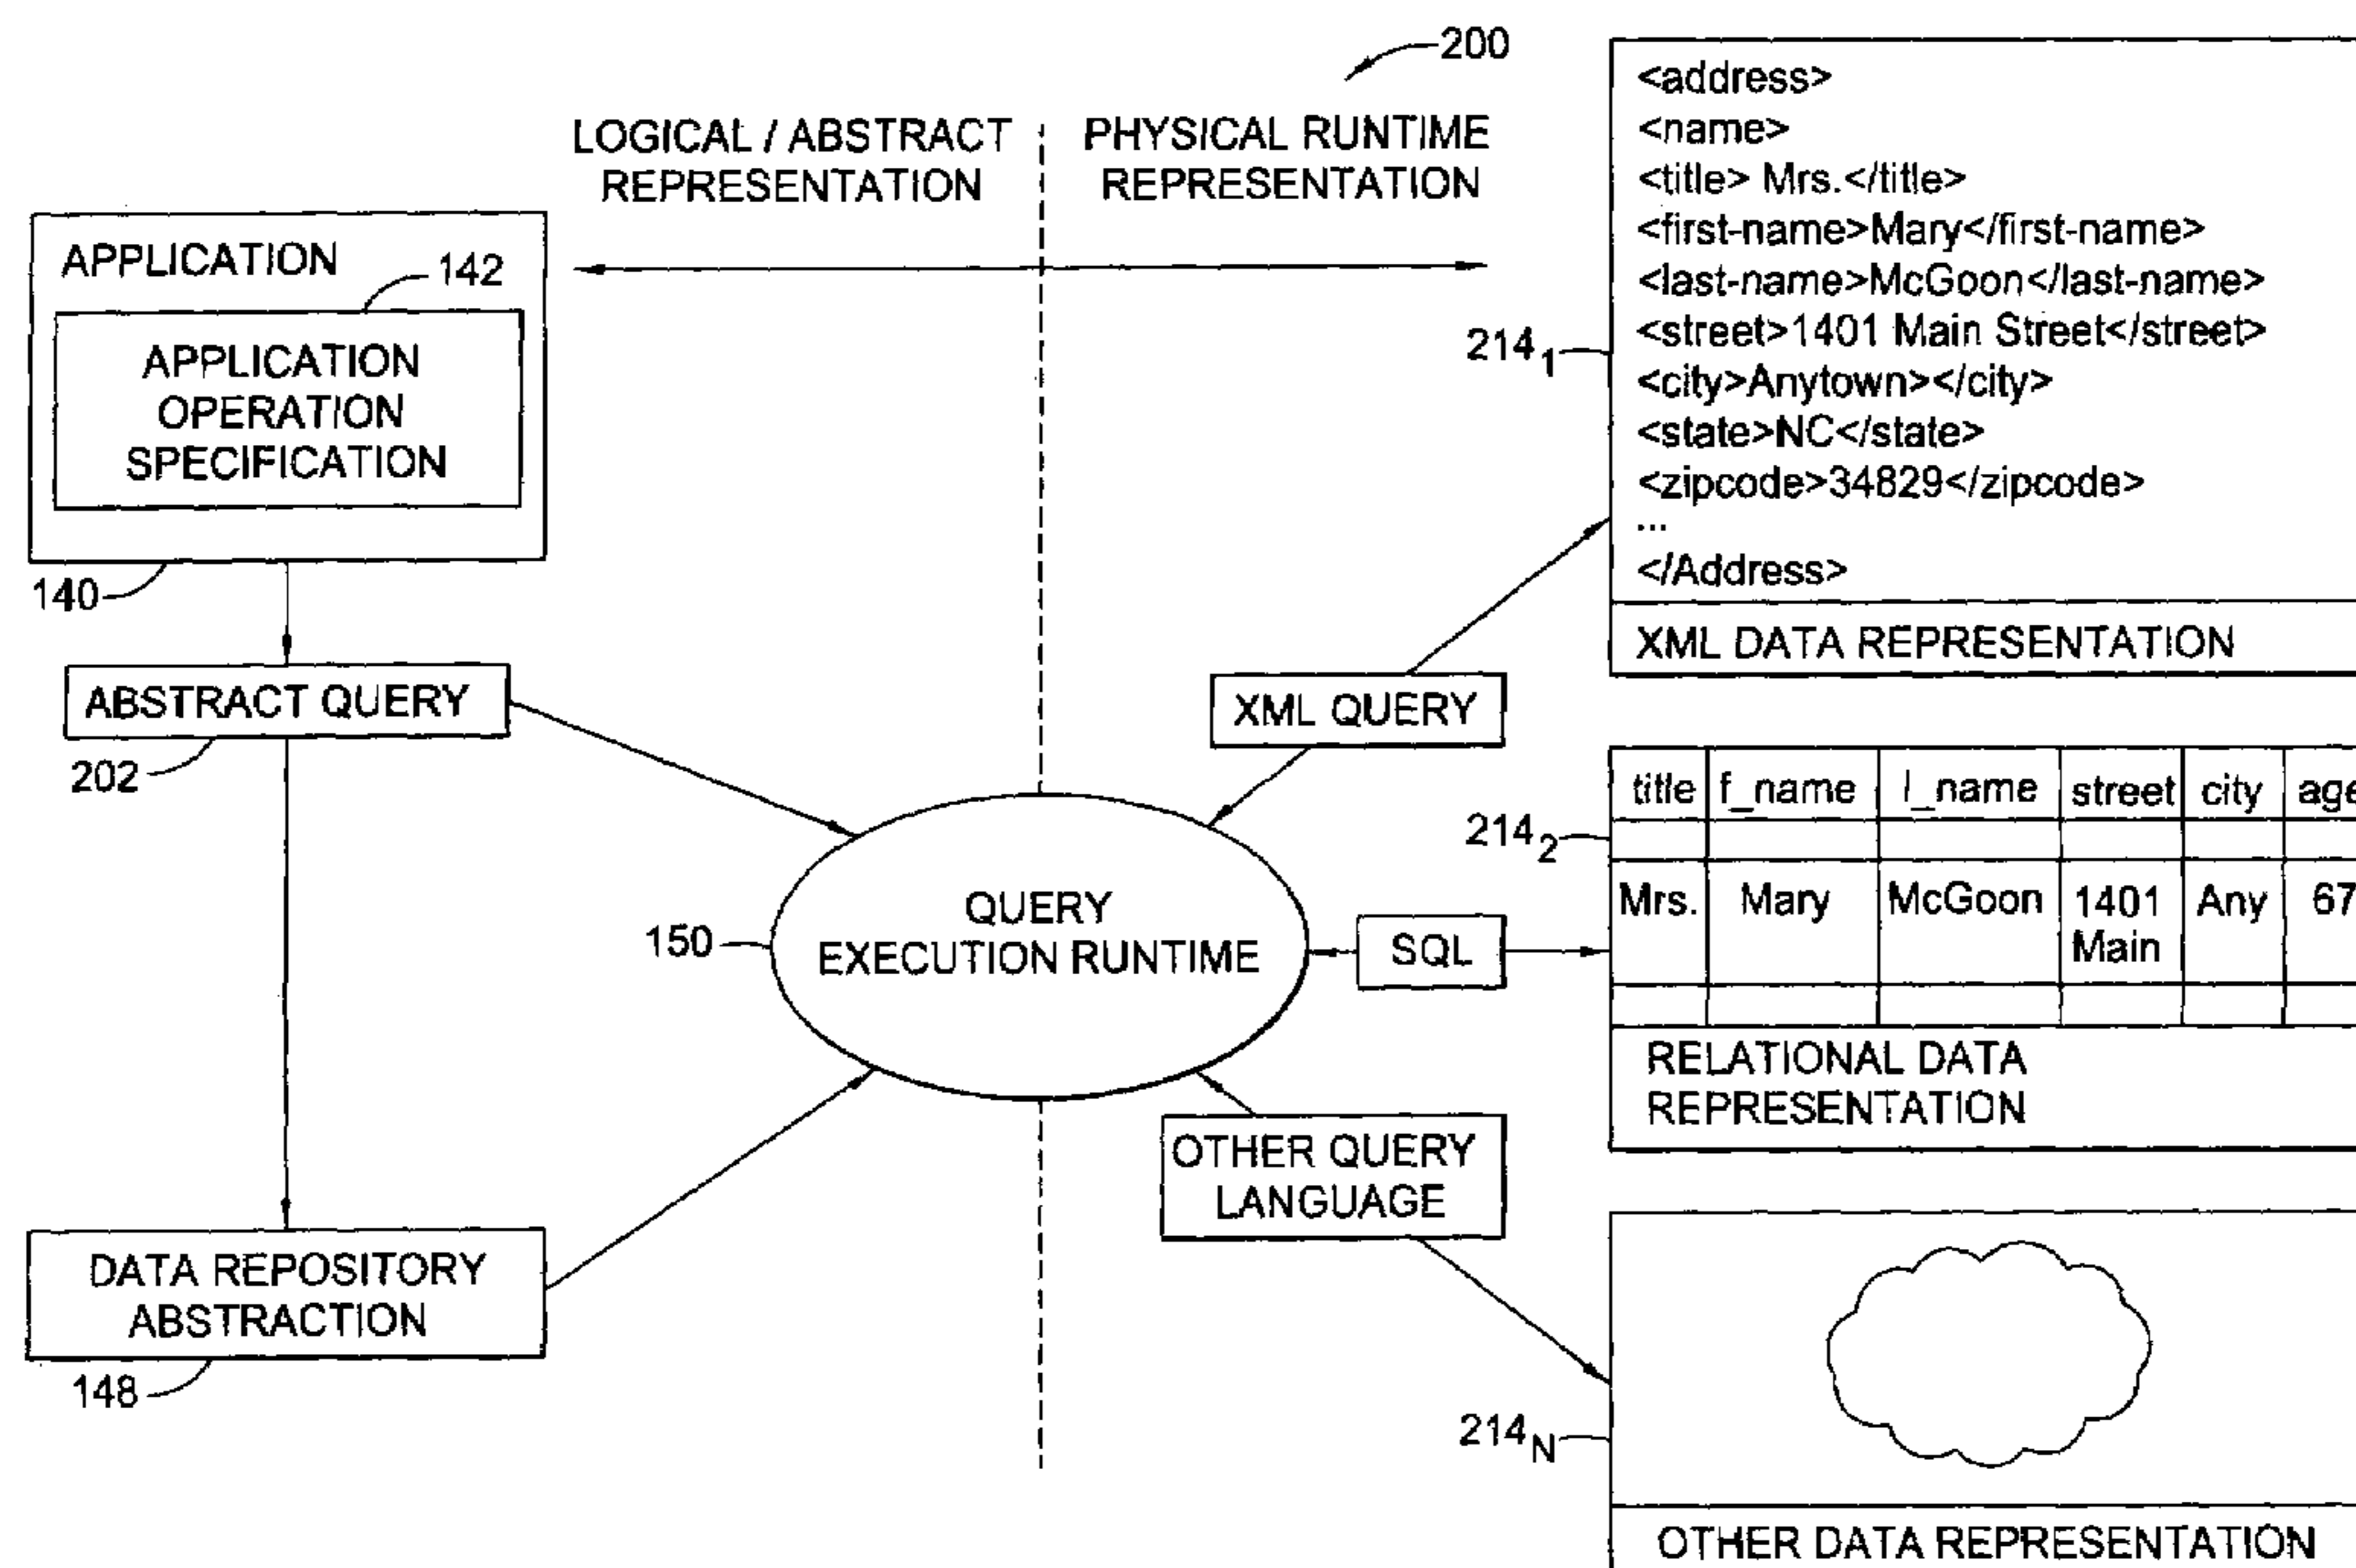 200
LOGICAL / ABSTRACT
REPRESENTATION
PHYSICAL RUNTIME
REPRESENTATION
APPLICATION
142
APPLICATION
OPERATION
SPECIFICATION
140
ABSTRACT QUERY
202
DATA REPOSITORY
ABSTRACTION
148
150
QUERY
EXECUTION RUNTIME
XML QUERY
SQL
OTHER QUERY
LANGUAGE
214₁
<address>
<name>
<title> Mrs.</title>
<first-name>Mary</first-name>
<last-name>McGoon</last-name>
<street>1401 Main Street</street>
<city>Anytown></city>
<state>NC</state>
<zipcode>34829</zipcode>
...
</Address>
XML DATA REPRESENTATION
214₂
title f_name l_name street city age
Mrs. Mary McGoon 1401 Any 67
Main
RELATIONAL DATA
REPRESENTATION
214N
OTHER DATA REPRESENTATION